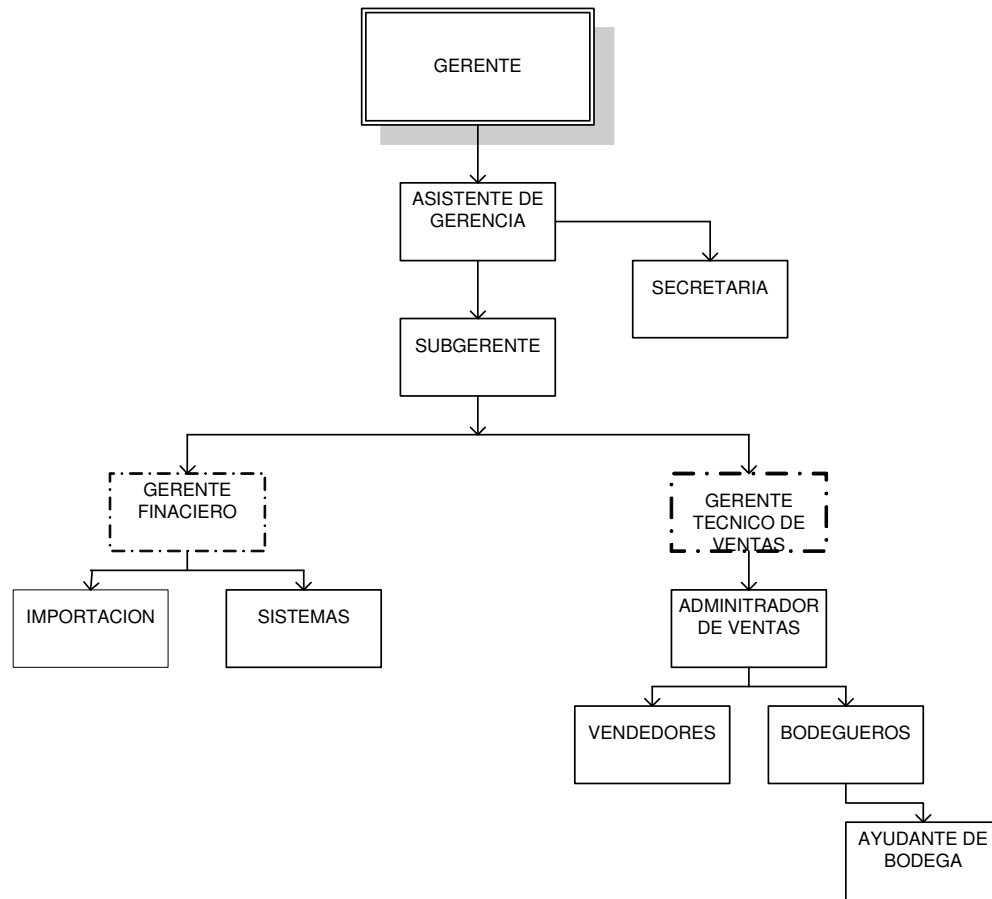 GERENTE
ASISTENTE DE
GERENCIA
SECRETARIA
SUBGERENTE
GERENTE
FINACIERO
GERENTE
TECNICO DE
VENTAS
IMPORTACION
SISTEMAS
ADMINITRADOR
DE VENTAS
VENDEDORES
BODEGUEROS
AYUDANTE DE
BODEGA